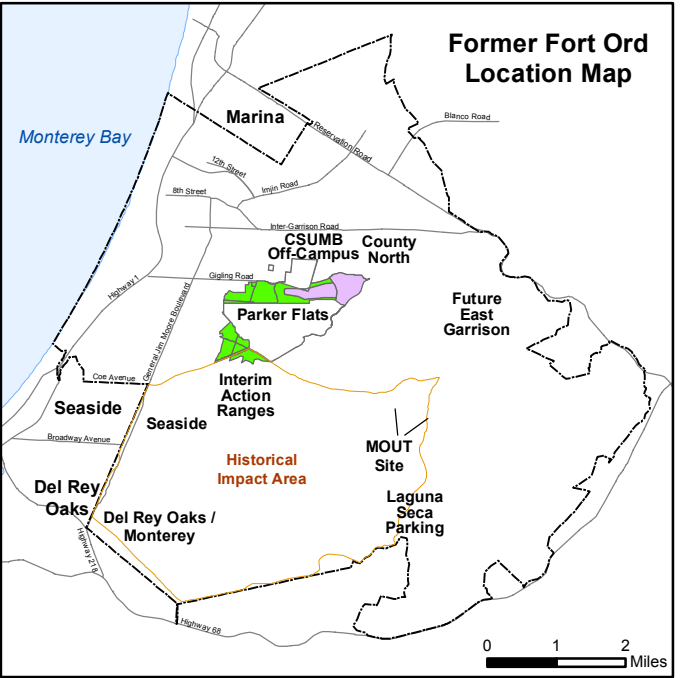 Former Fort Ord
Location Map
Marina
Blanco Road
Reservation Road
Monterey Bay
12th Street
Imjin Road
8th Street
Inter-Garrison Road
CSUMB
Off-Campus
County
North
Gigling Road
Highway 1
General Jim Moore Boulevard
Parker Flats
Future
East
Garrison
Coe Avenue
Interim
Action
Ranges
Seaside
Seaside
Broadway Avenue
MOUT
Site
Historical
Impact Area
Del Rey
Oaks
Laguna
Seca
Parking
Del Rey Oaks /
Monterey
Highway 218
Highway 68
0 1 2
Miles